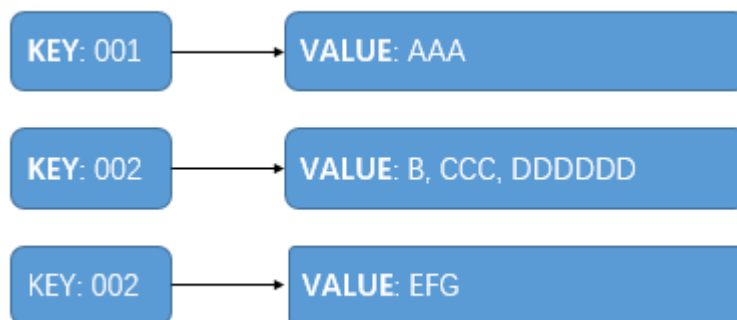 KEY: 001
VALUE: AAA
KEY: 002
VALUE: B, CCC, DDDDDD
KEY: 002
VALUE: EFG